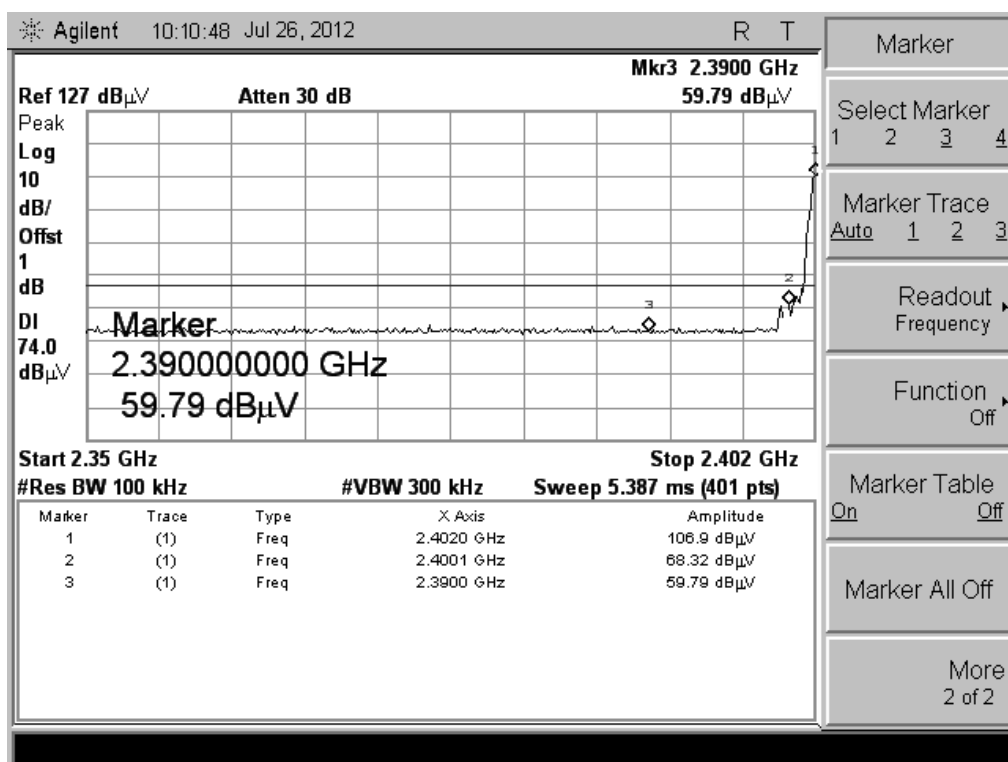 Agilent 10:10:48 Jul 26, 2012 R T
Mkr3 2.3900 GHz
Ref 127 dBµV Atten 30 dB 59.79 dBµV
Peak
Log
10
dB/
Offst
1
dB
DI
74.0
dBµV
1
2
3
Marker
2.390000000 GHz
59.79 dBµV
Start 2.35 GHz Stop 2.402 GHz
#Res BW 100 kHz #VBW 300 kHz Sweep 5.387 ms (401 pts)
Marker Trace Type X Axis Amplitude
1 (1) Freq 2.4020 GHz 106.9 dBµV
2 (1) Freq 2.4001 GHz 68.32 dBµV
3 (1) Freq 2.3900 GHz 59.79 dBµV
Marker
Select Marker
1 2 3 4
Marker Trace
Auto 1 2 3
Readout
Frequency
Function
Off
Marker Table
On Off
Marker All Off
More
2 of 2